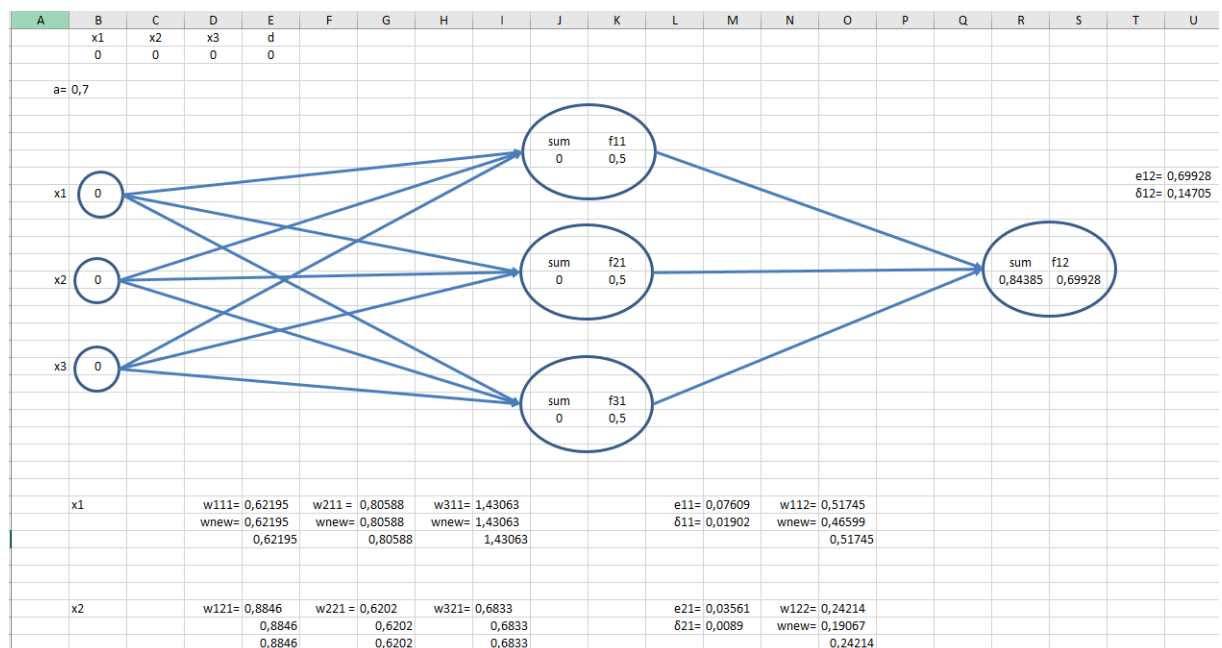 A B C D E F G H I J K L M N O P Q R S T U
x1 x2 x3 d
0 0 0 0
a= 0,7
sum f11
0 0,5
e12= 0,69928
x1 0
δ12= 0,14705
sum f21
sum f12
x2 0
0 0,5
0,84385 0,69928
x3 0
sum f31
0 0,5
x1 w111= 0,62195 w211 = 0,80588 w311= 1,43063 e11= 0,07609 w112= 0,51745
wnew= 0,62195 wnew= 0,80588 wnew= 1,43063 δ11= 0,01902 wnew= 0,46599
0,62195 0,80588 1,43063 0,51745
x2 w121= 0,8846 w221 = 0,6202 w321= 0,6833 e21= 0,03561 w122= 0,24214
0,8846 0,6202 0,6833 δ21= 0,0089 wnew= 0,19067
0,8846 0,6202 0,6833 0,24214